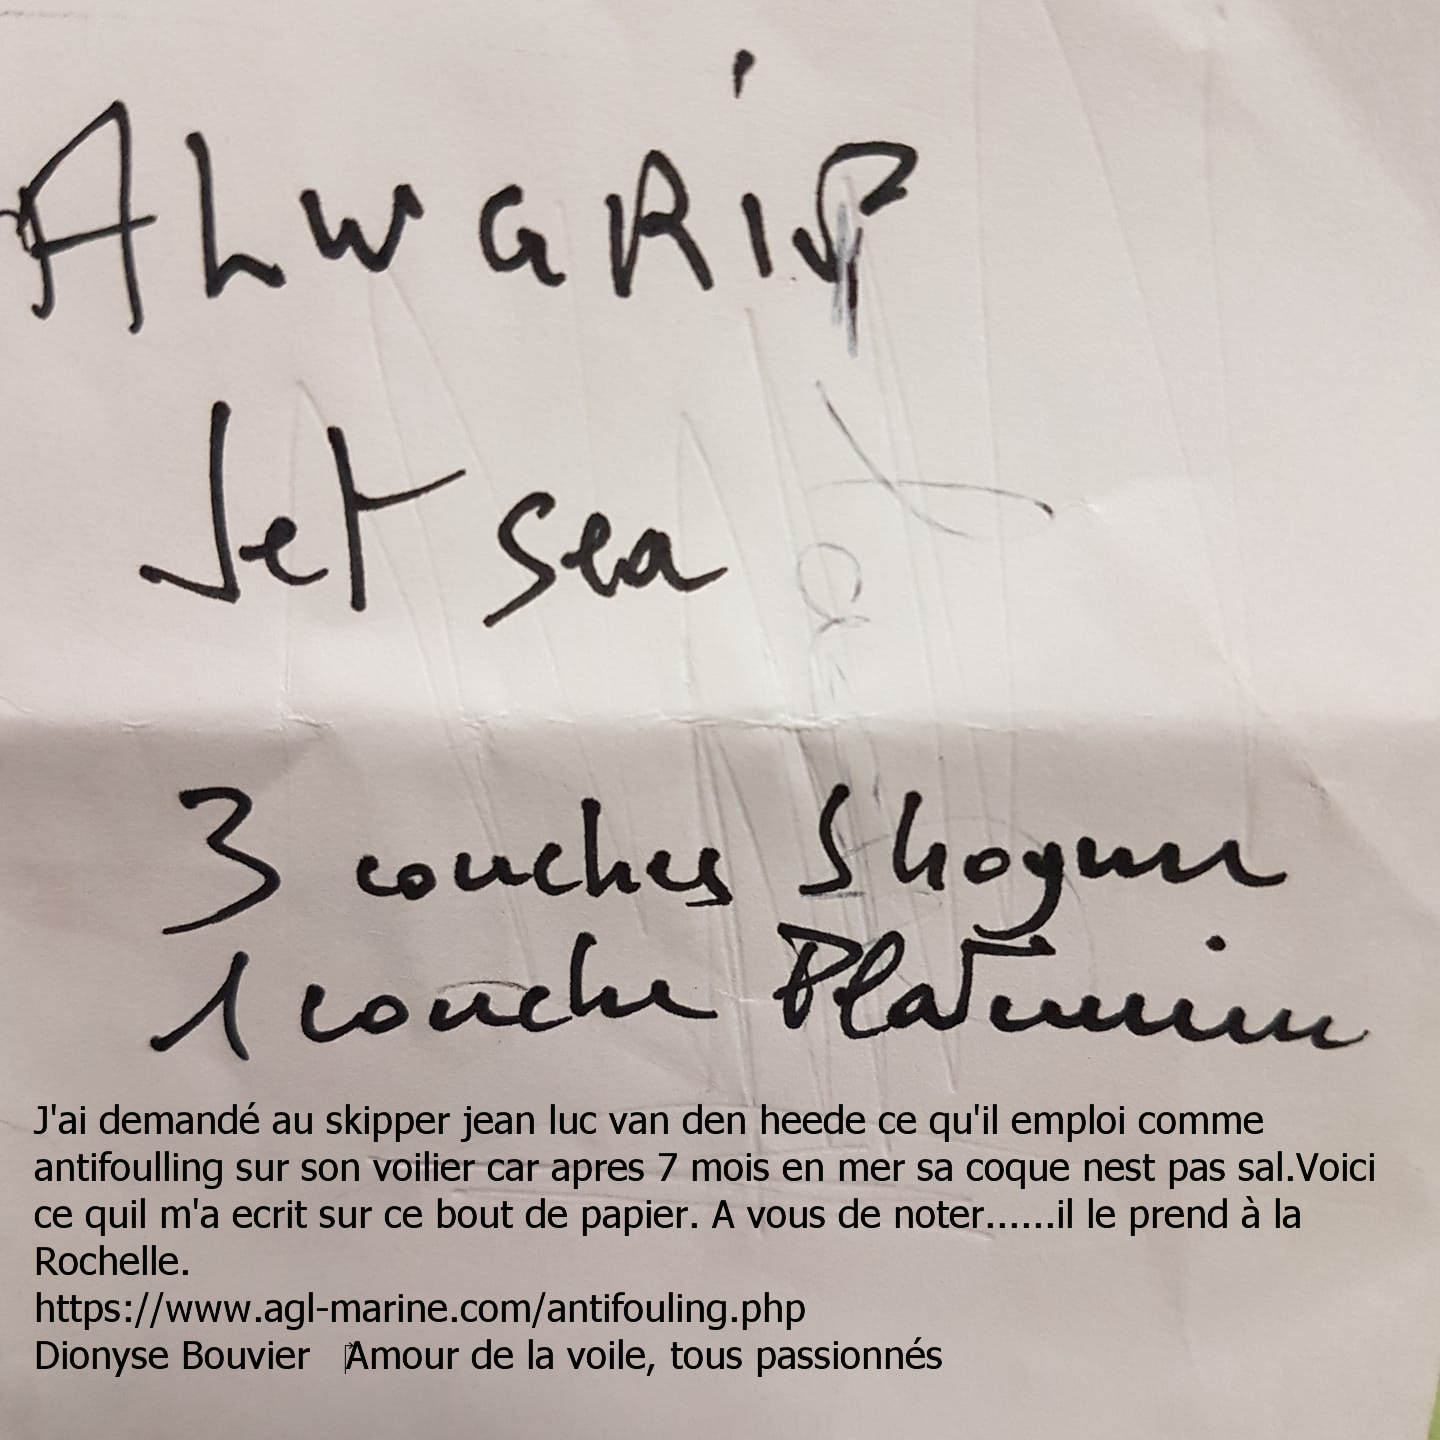 ALWGRIP
Jet sea
3 couches Shogun
1 couche Platinium
J'ai demandé au skipper jean luc van den heede ce qu'il emploi comme
antifoulling sur son voilier car apres 7 mois en mer sa coque nest pas sal.Voici
ce quil m'a ecrit sur ce bout de papier. A vous de noter......il le prend à la
Rochelle.
https://www.agl-marine.com/antifouling.php
Dionyse Bouvier Amour de la voile, tous passionnés